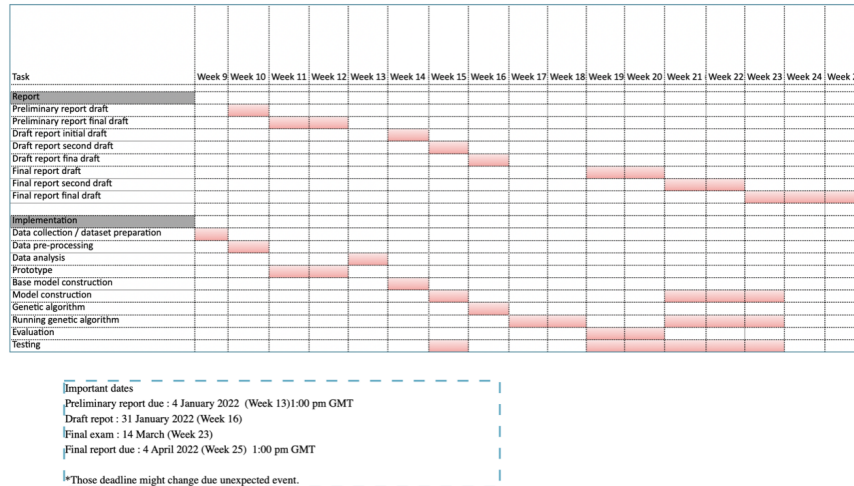 Task Week 9 Week 10 Week 11 Week 12 Week 13 Week 14 Week 15 Week 16 Week 17 Week 18 Week 19 Week 20 Week 21 Week 22 Week 23 Week 24 Week
Report
Preliminary report draft
Preliminary report final draft
Draft report initial draft
Draft report second draft
Draft report fina draft
Final report draft
Final report second draft
Final report final draft
Implementation
Data collection / dataset preparation
Data pre-processing
Data analysis
Prototype
Base model construction
Model construction
Genetic algorithm
Running genetic algorithm
Evaluation
Testing
Important dates
Preliminary report due : 4 January 2022 (Week 13)1:00 pm GMT
Draft repot : 31 January 2022 (Week 16)
Final exam : 14 March (Week 23)
Final report due : 4 April 2022 (Week 25) 1:00 pm GMT
*Those deadline might change due unexpected event.